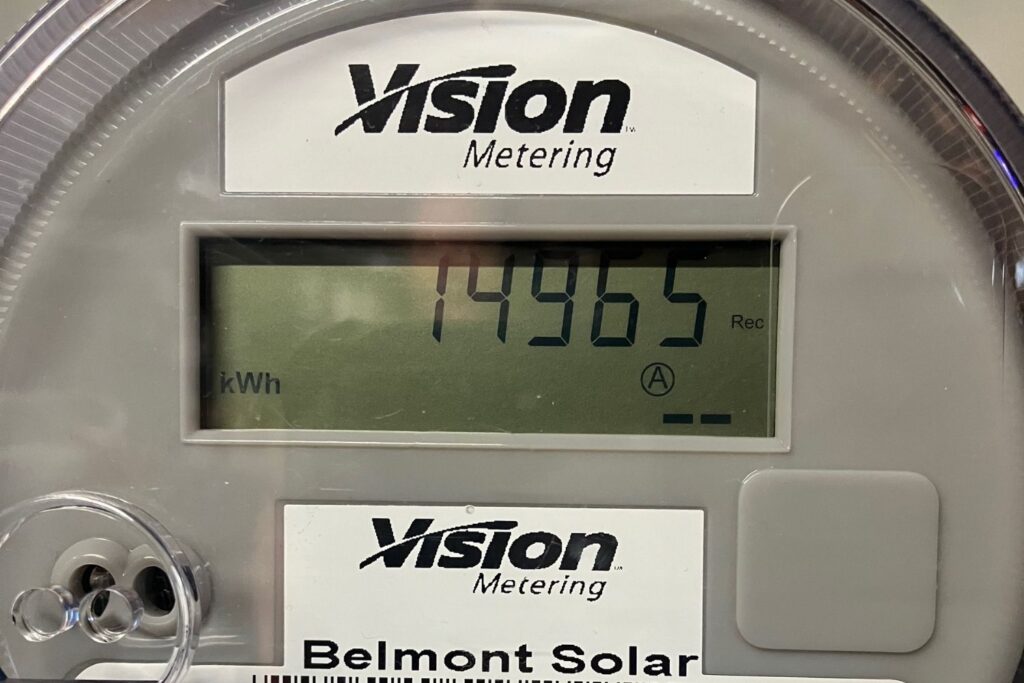 Vision
Metering
14965
Rec
kWh
A
Vision
Metering
Belmont Solar